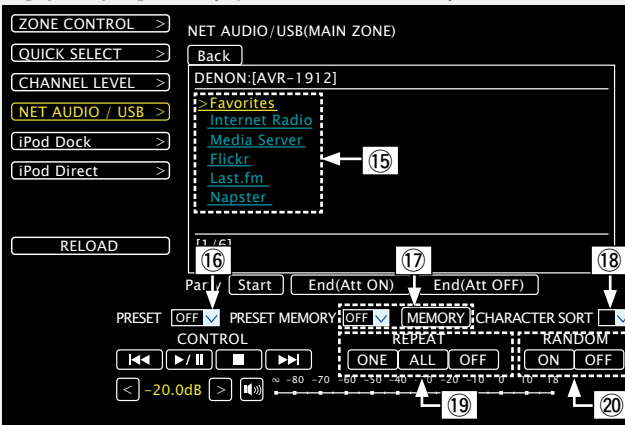 ZONE CONTROL >
QUICK SELECT >
CHANNEL LEVEL >
NET AUDIO / USB >
iPod Dock >
iPod Direct >
RELOAD
NET AUDIO/USB(MAIN ZONE)
Back
DENON:[AVR-1912]
>Favorites
Internet Radio
Media Server
Flickr
Last.fm
Napster
⑮
[1/6]
⑯ ⑰ ⑱
Party Start End(Att ON) End(Att OFF)
PRESET OFF PRESET MEMORY OFF MEMORY CHARACTER SORT
CONTROL REPEAT RANDOM
ONE ALL OFF ON OFF
< -20.0dB > ∞ -80 -70 -60 -50 -40 -20 -10 0 10 18
⑲ ⑳